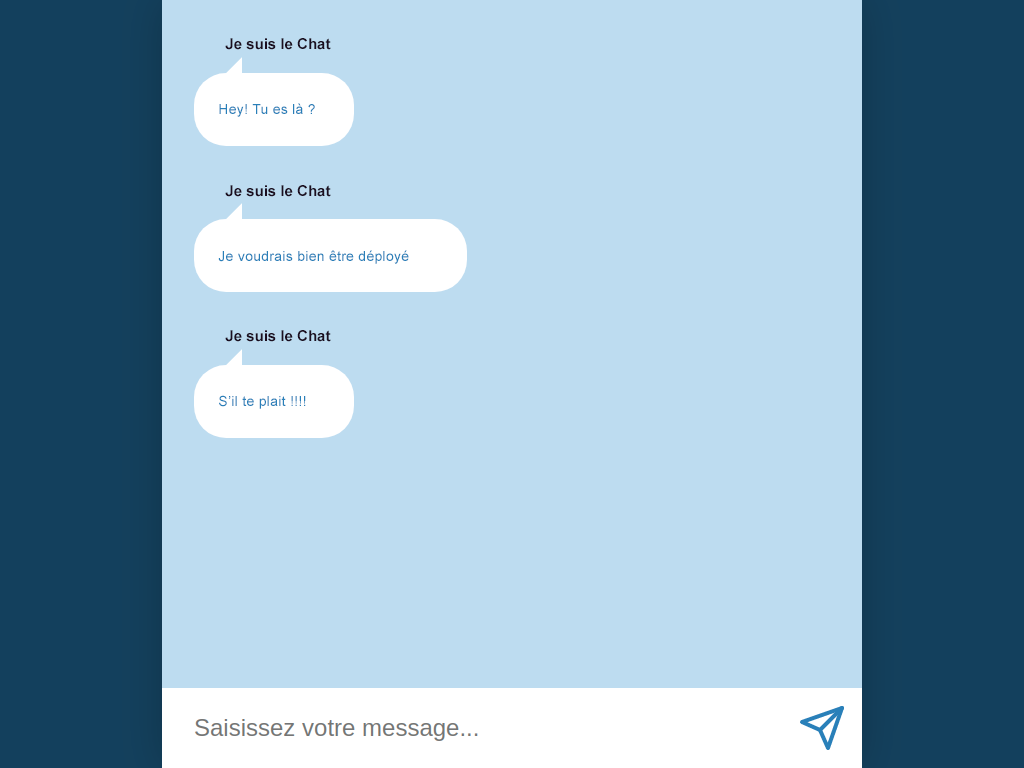 Je suis le Chat
Hey! Tu es là ?
Je suis le Chat
Je voudrais bien être déployé
Je suis le Chat
S'il te plait !!!!
Saisissez votre message...